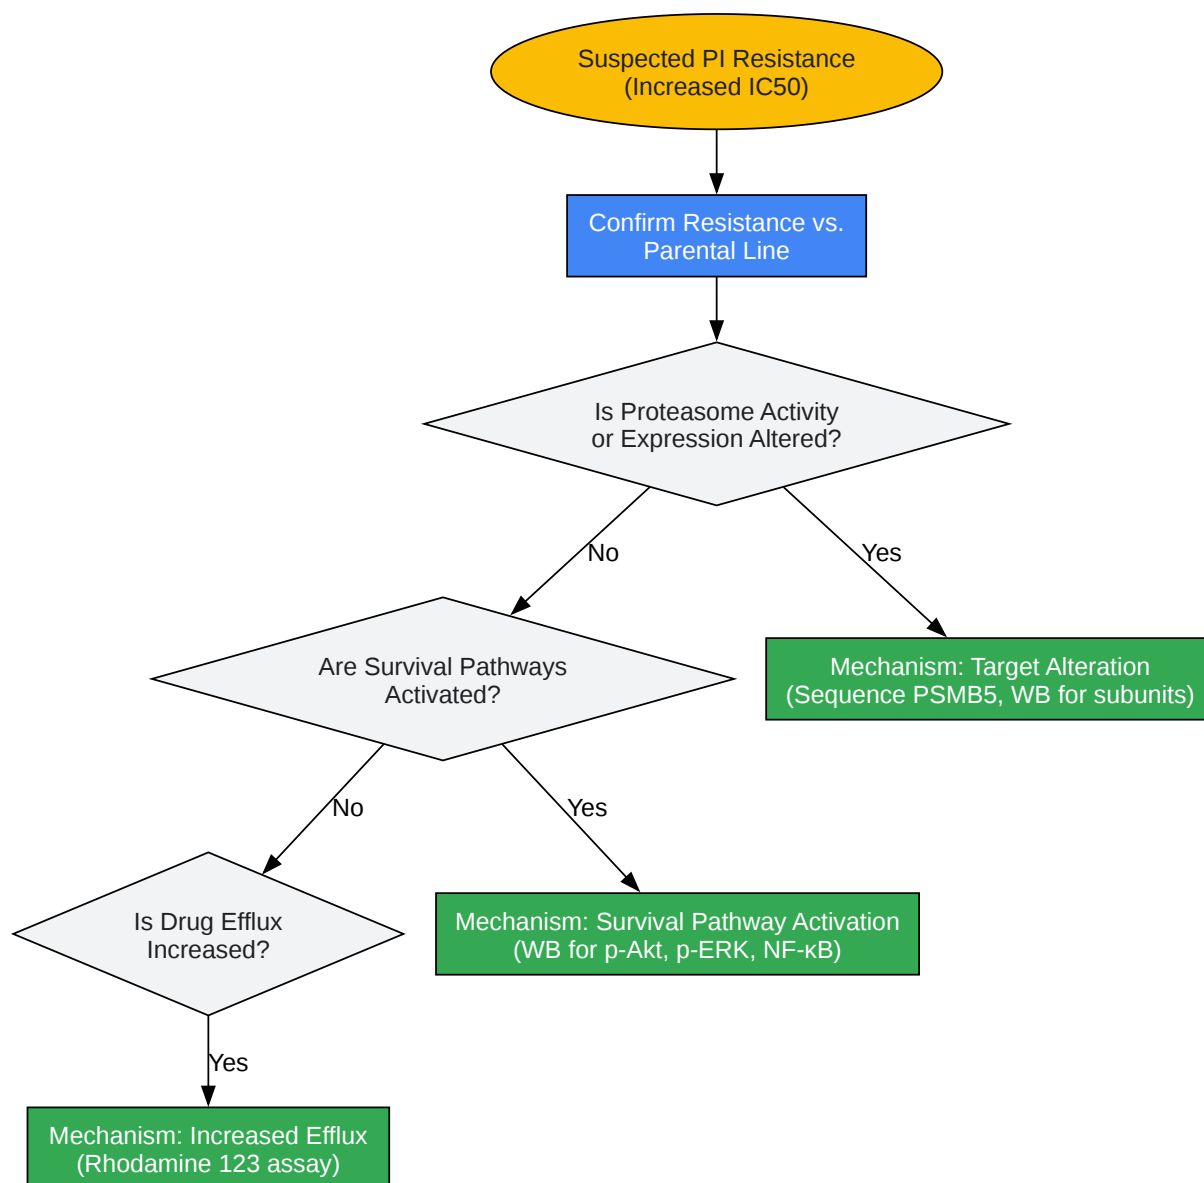 Suspected PI Resistance
(Increased IC50)
Confirm Resistance vs.
Parental Line
Is Proteasome Activity
or Expression Altered?
No
Yes
Are Survival Pathways
Activated?
Mechanism: Target Alteration
(Sequence PSMB5, WB for subunits)
No
Yes
Is Drug Efflux
Increased?
Mechanism: Survival Pathway Activation
(WB for p-Akt, p-ERK, NF-κB)
Yes
Mechanism: Increased Efflux
(Rhodamine 123 assay)